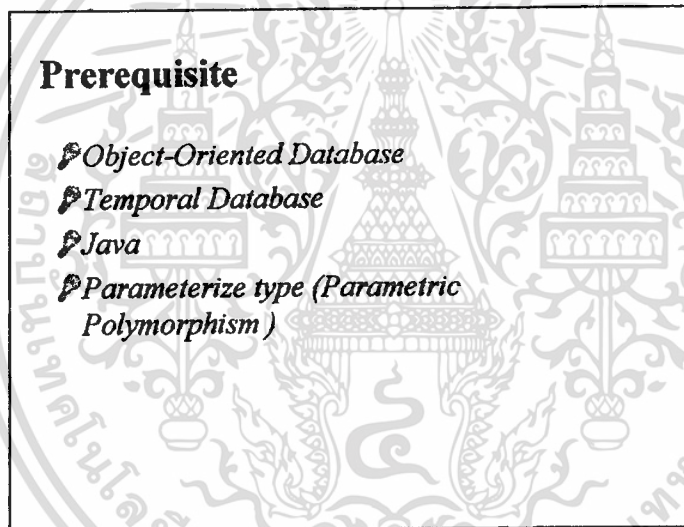 Prerequisite
Object-Oriented Database
Temporal Database
Java
Parameterize type (Parametric
Polymorphism )